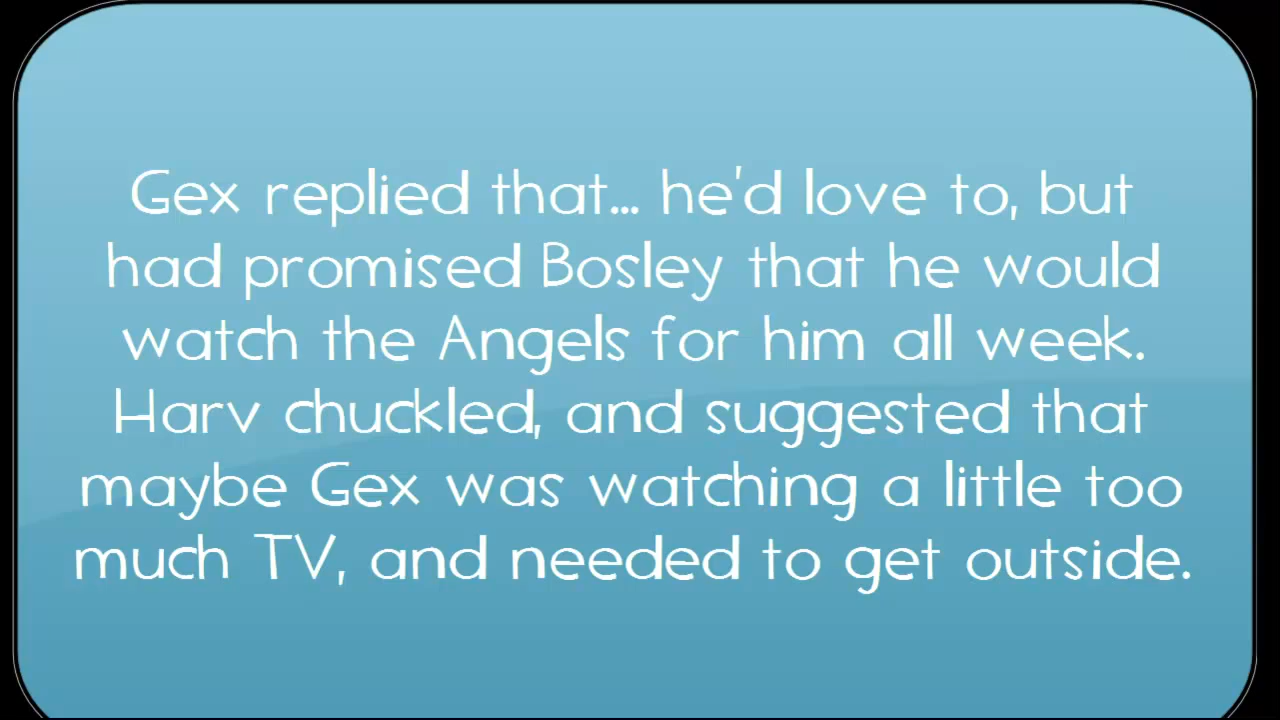 Gex replied that... he'd love to, but
had promised Bosley that he would
watch the Angels for him all week.
Harv chuckled, and suggested that
maybe Gex was watching a little too
much TV, and needed to get outside.